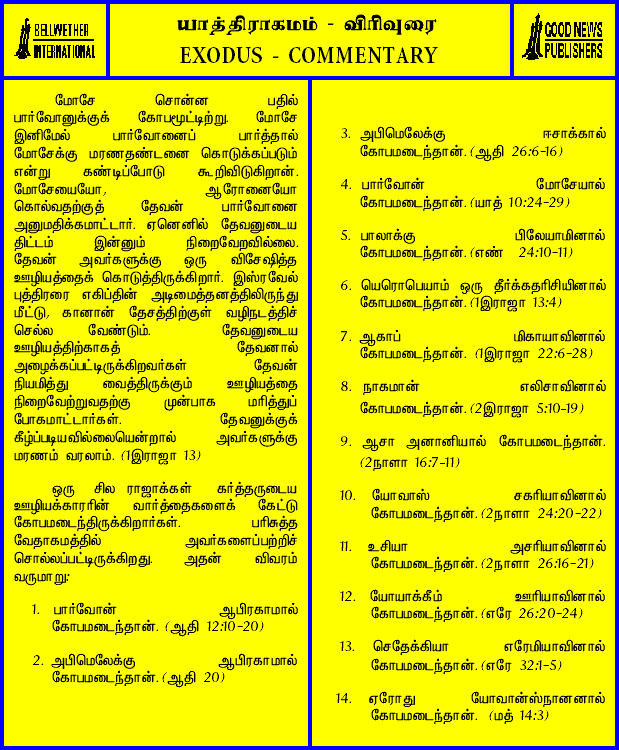 BELLWETHER
INTERNATIONAL
யாத்திராகமம் - விரிவுரை
EXODUS - COMMENTARY
GOOD NEWS
PUBLISHERS
மோசே சொன்ன பதில்
பார்வோனுக்குக் கோபமூட்டிற்று. மோசே
இனிமேல் பார்வோனைப் பார்த்தால்
மோசேக்கு மரணதண்டனை கொடுக்கப்படும்
என்று கண்டிப்போடு கூறிவிடுகிறான்.
மோசேயையோ, ஆரோனையோ
கொல்வதற்குத் தேவன் பார்வோனை
அனுமதிக்கமாட்டார். ஏனெனில் தேவனுடைய
திட்டம் இன்னும் நிறைவேறவில்லை.
தேவன் அவர்களுக்கு ஒரு விசேஷித்த
ஊழியத்தைக் கொடுத்திருக்கிறார். இஸ்ரவேல்
புத்திரரை எகிப்தின் அடிமைத்தனத்திலிருந்து
மீட்டு, கானான் தேசத்திற்குள் வழிநடத்திச்
செல்ல வேண்டும். தேவனுடைய
ஊழியத்திற்காகத் தேவனால்
அழைக்கப்பட்டிருக்கிறவர்கள் தேவன்
நியமித்து வைத்திருக்கும் ஊழியத்தை
நிறைவேற்றுவதற்கு முன்பாக மரித்துப்
போகமாட்டார்கள். தேவனுக்குக்
கீழ்ப்படியவில்லையென்றால் அவர்களுக்கு
மரணம் வரலாம். (1இராஜா 13)
ஒரு சில ராஜாக்கள் கர்த்தருடைய
ஊழியக்காரரின் வார்த்தைகளைக் கேட்டு
கோபமடைந்திருக்கிறார்கள். பரிசுத்த
வேதாகமத்தில் அவர்களைப்பற்றிச்
சொல்லப்பட்டிருக்கிறது. அதன் விவரம்
வருமாறு:
1. பார்வோன் ஆபிரகாமால்
கோபமடைந்தான். (ஆதி 12:10-20)
2. அபிமெலேக்கு ஆபிரகாமால்
கோபமடைந்தான். (ஆதி 20)
3. அபிமெலேக்கு ஈசாக்கால்
கோபமடைந்தான். (ஆதி 26:6-16)
4. பார்வோன் மோசேயால்
கோபமடைந்தான். (யாத் 10:24-29)
5. பாலாக்கு பிலேயாமினால்
கோபமடைந்தான். (எண் 24:10-11)
6. யெரொபெயாம் ஒரு தீர்க்கதரிசியினால்
கோபமடைந்தான். (1இராஜா 13:4)
7. ஆகாப் மிகாயாவினால்
கோபமடைந்தான். (1இராஜா 22:6-28)
8. நாகமான் எலிசாவினால்
கோபமடைந்தான். (2இராஜா 5:10-19)
9. ஆசா அனானியால் கோபமடைந்தான்.
(2நாளா 16:7-11)
10. யோவாஸ் சகரியாவினால்
கோபமடைந்தான். (2நாளா 24:20-22)
11. உசியா அசரியாவினால்
கோபமடைந்தான். (2நாளா 26:16-21)
12. யோயாக்கீம் ஊரியாவினால்
கோபமடைந்தான். (எரே 26:20-24)
13. செதேக்கியா எரேமியாவினால்
கோபமடைந்தான். (எரே 32:1-5)
14. ஏரோது யோவான்ஸ்நானனால்
கோபமடைந்தான். (மத் 14:3)